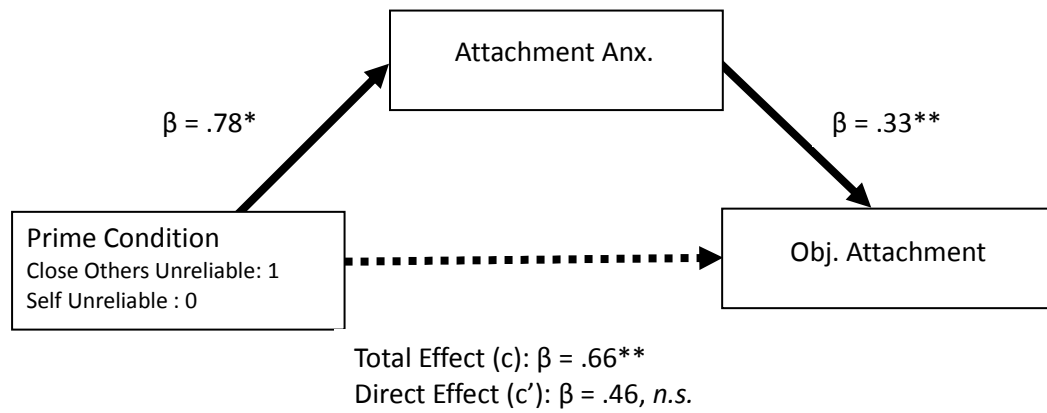 Attachment Anx.
β = .78*
β = .33**
Prime Condition
Close Others Unreliable: 1
Self Unreliable : 0
Obj. Attachment
Total Effect (c): β = .66**
Direct Effect (c’): β = .46, n.s.